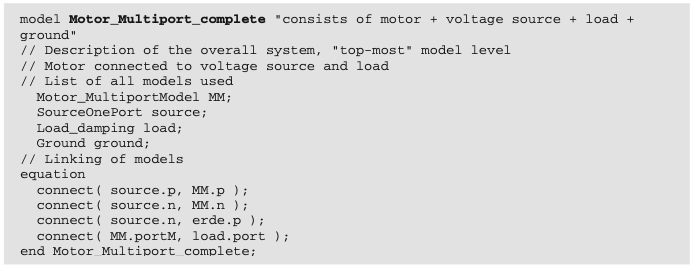 model Motor_Multiport_complete "consists of motor + voltage source + load +
ground"
// Description of the overall system, "top-most" model level
// Motor connected to voltage source and load
// List of all models used
Motor_MultiportModel MM;
SourceOnePort source;
Load_damping load;
Ground ground;
// Linking of models
equation
connect( source.p, MM.p );
connect( source.n, MM.n );
connect( source.n, erde.p );
connect( MM.portM, load.port );
end Motor_Multiport_complete;